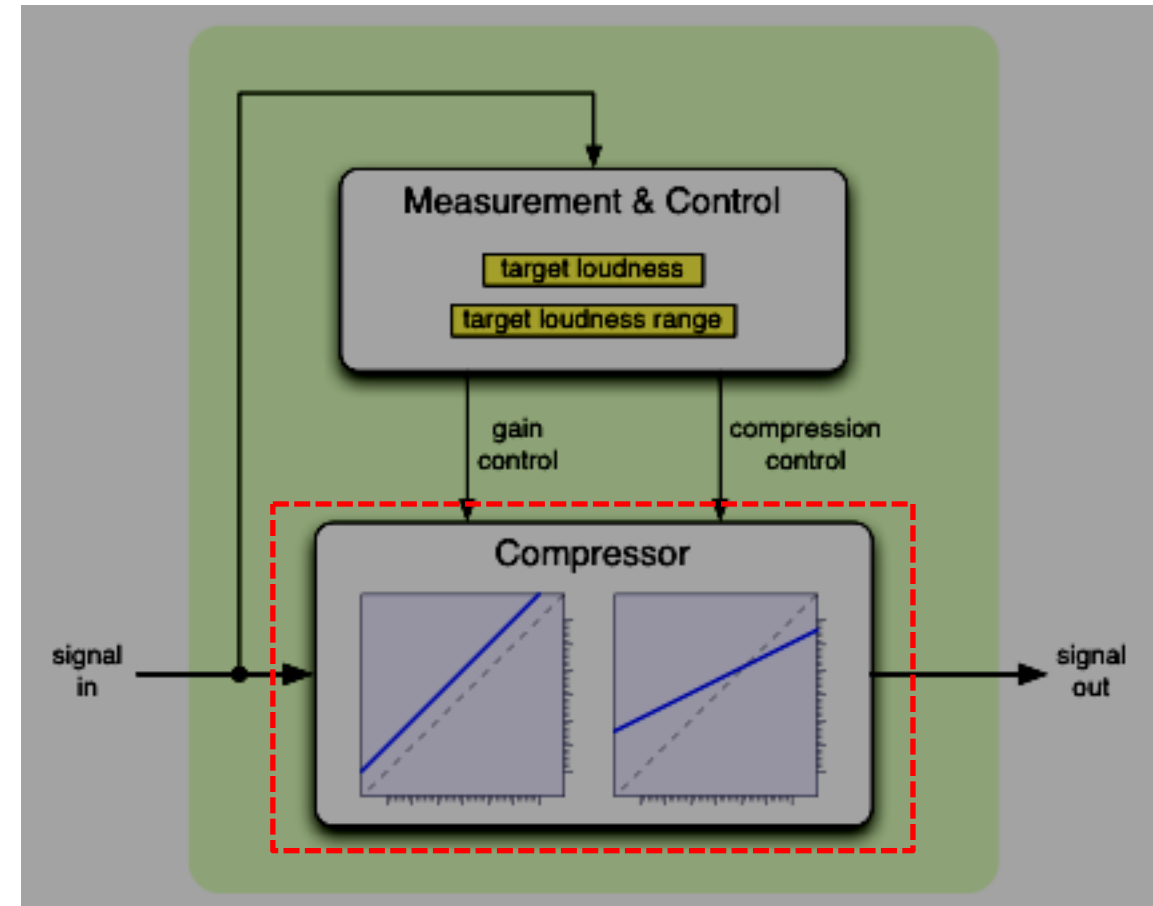 Measurement & Control
target loudness
target loudness range
gain
control
compression
control
Compressor
signal
in
signal
out